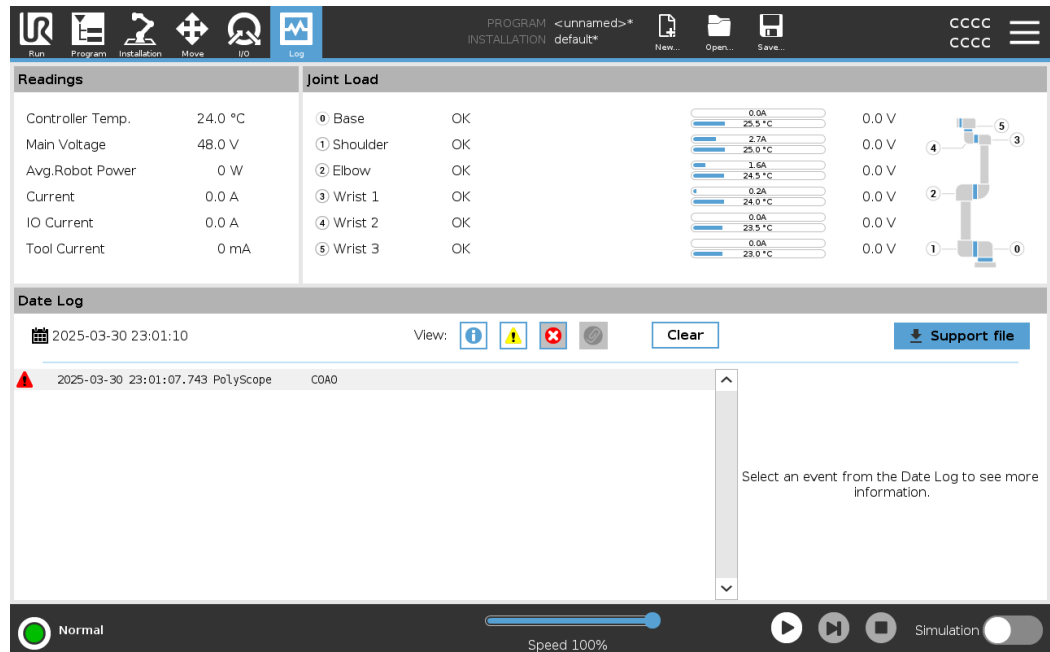 UR
PROGRAM <unnamed>*
INSTALLATION default*
Run Program Installation Move I/O Log
New... Open... Save...
CCCC
CCCC
Readings
Controller Temp. 24.0 °C
Main Voltage 48.0 V
Avg.Robot Power 0 W
Current 0.0 A
IO Current 0.0 A
Tool Current 0 mA
Joint Load
0 Base OK 0.0A 25.5 °C 0.0 V
1 Shoulder OK 2.7A 25.0 °C 0.0 V
2 Elbow OK 1.6A 24.5 °C 0.0 V
3 Wrist 1 OK 0.2A 24.0 °C 0.0 V
4 Wrist 2 OK 0.0A 23.5 °C 0.0 V
5 Wrist 3 OK 0.0A 23.0 °C 0.0 V
5
3
4
2
1 0
Date Log
2025-03-30 23:01:10 View: Clear Support file
2025-03-30 23:01:07.743 PolyScope C0A0
Select an event from the Date Log to see more
information.
Normal
Speed 100%
Simulation